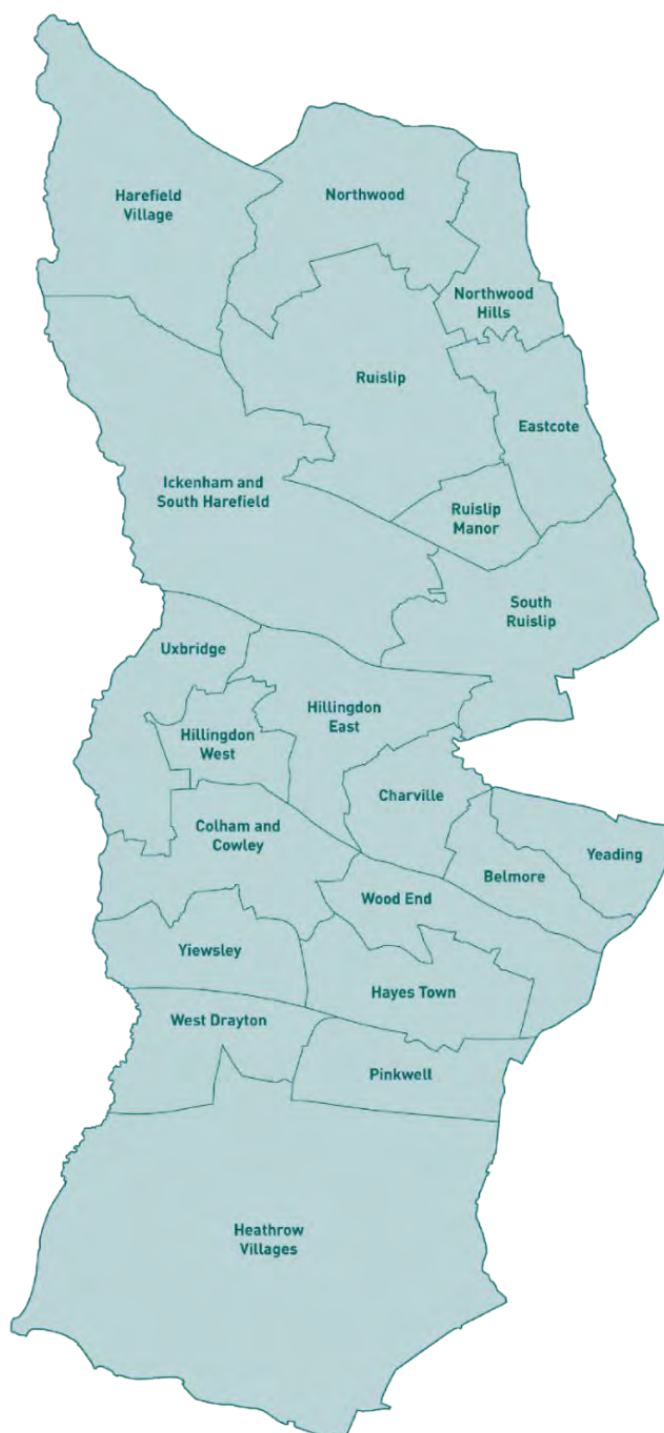 Harefield
Village
Northwood
Northwood
Hills
Ruislip
Eastcote
Ickenham and
South Harefield
Ruislip
Manor
South
Ruislip
Uxbridge
Hillingdon
East
Hillingdon
West
Charville
Colham and
Cowley
Yeading
Belmore
Wood End
Yiewsley
Hayes Town
West Drayton
Pinkwell
Heathrow
Villages